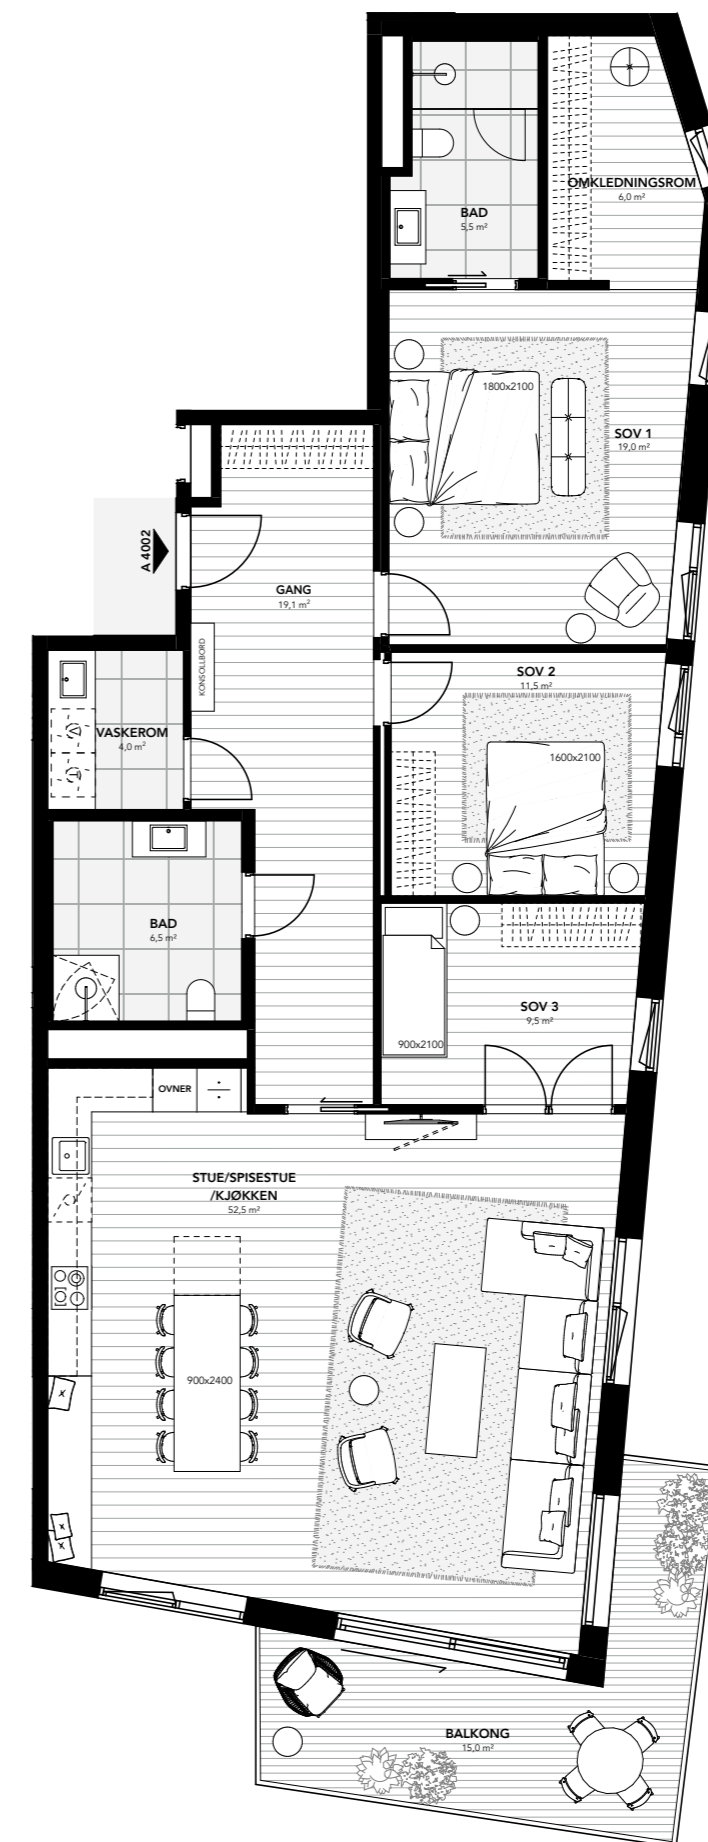 BAD
5,5 m²
OMKLEDNINGSROM
6,0 m²
1800x2100
SOV 1
19,0 m²
A 4002
GANG
19,1 m²
KONSOLLBORD
SOV 2
11,5 m²
1600x2100
VASKEROM
4,0 m²
BAD
6,5 m²
SOV 3
9,5 m²
900x2100
OVNER
STUE/SPISESTUE
/KJØKKEN
52,5 m²
900x2400
BALKONG
15,0 m²